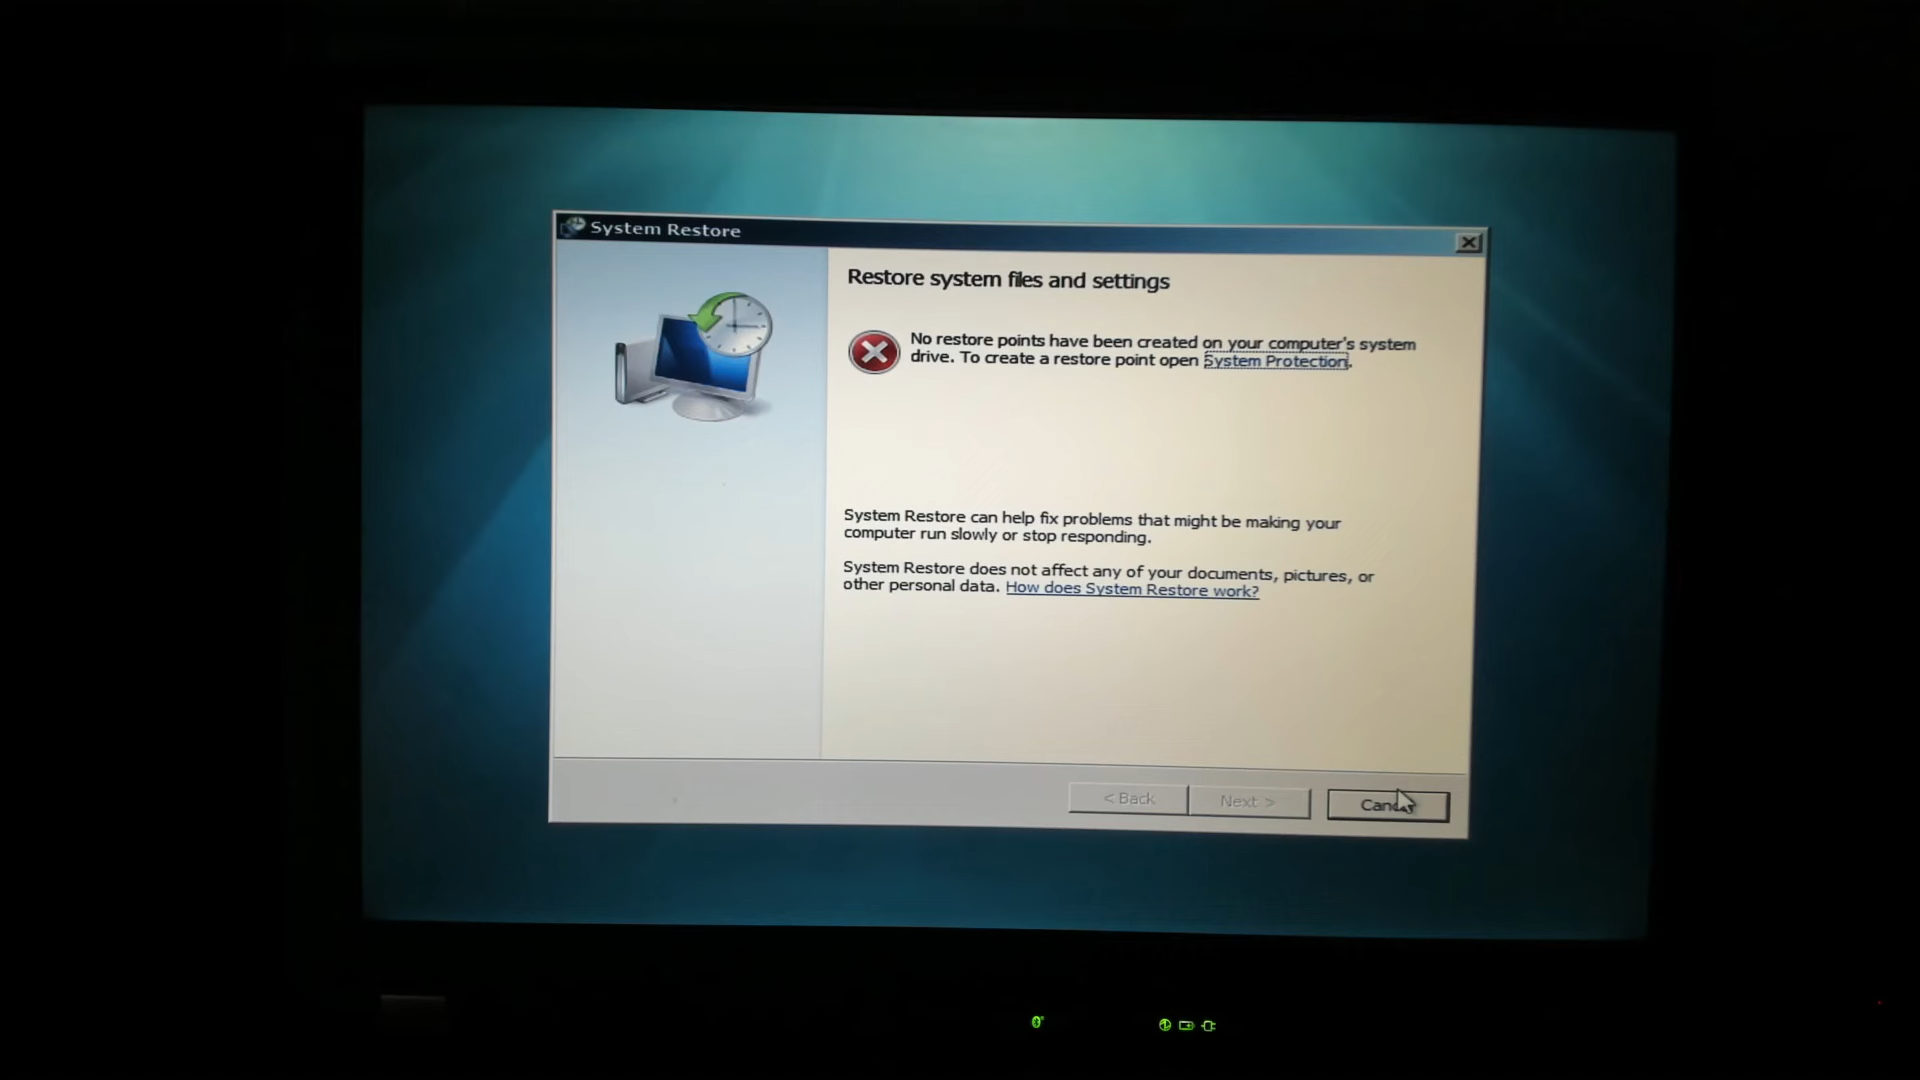 System Restore
Restore system files and settings
No restore points have been created on your computer's system
drive. To create a restore point open System Protection.
System Restore can help fix problems that might be making your
computer run slowly or stop responding.
System Restore does not affect any of your documents, pictures, or
other personal data. How does System Restore work?
< Back
Next >
Cancel